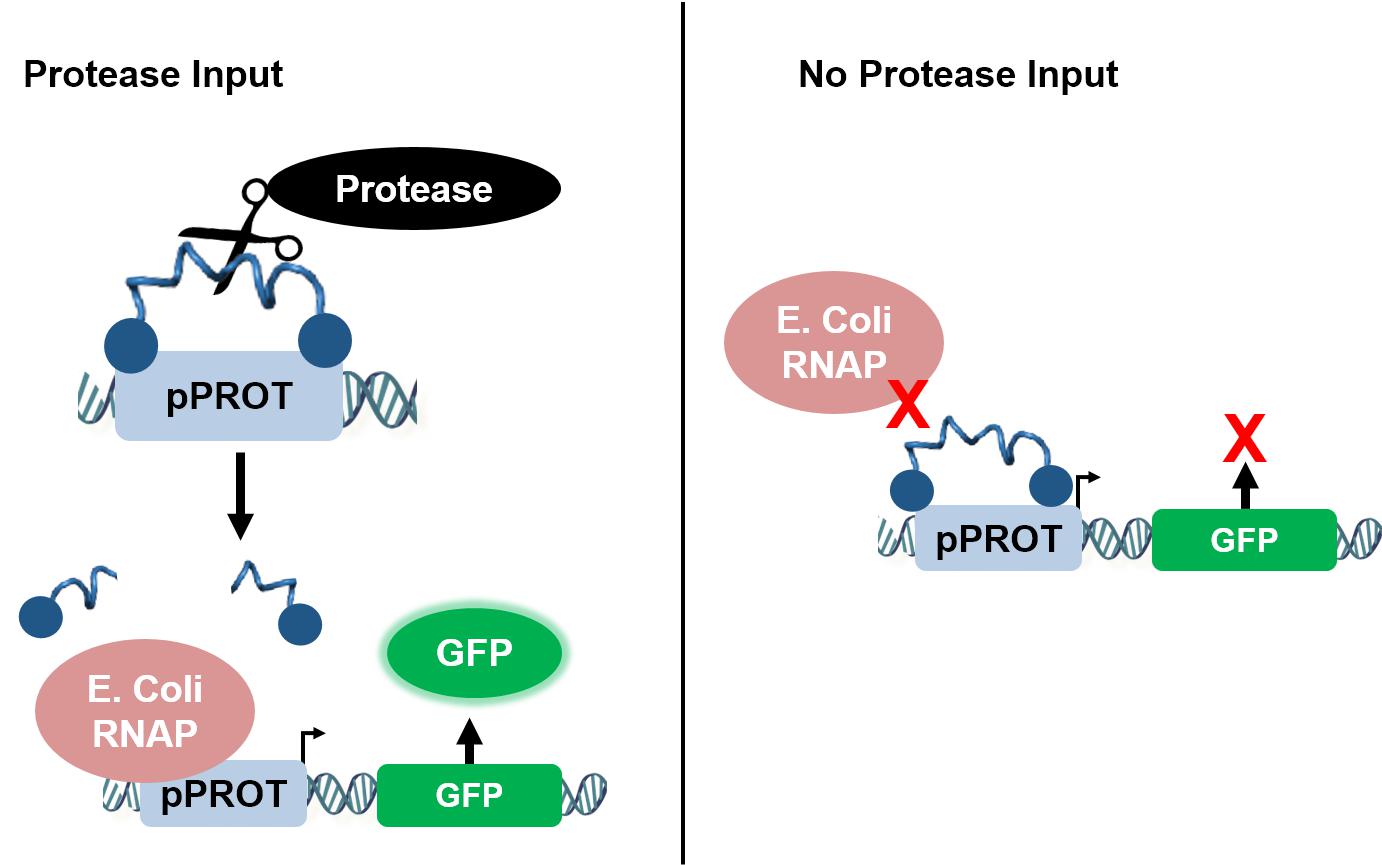 Protease Input
Protease
pPROT
E. Coli
RNAP
GFP
pPROT
GFP
No Protease Input
E. Coli
RNAP
X
X
pPROT
GFP